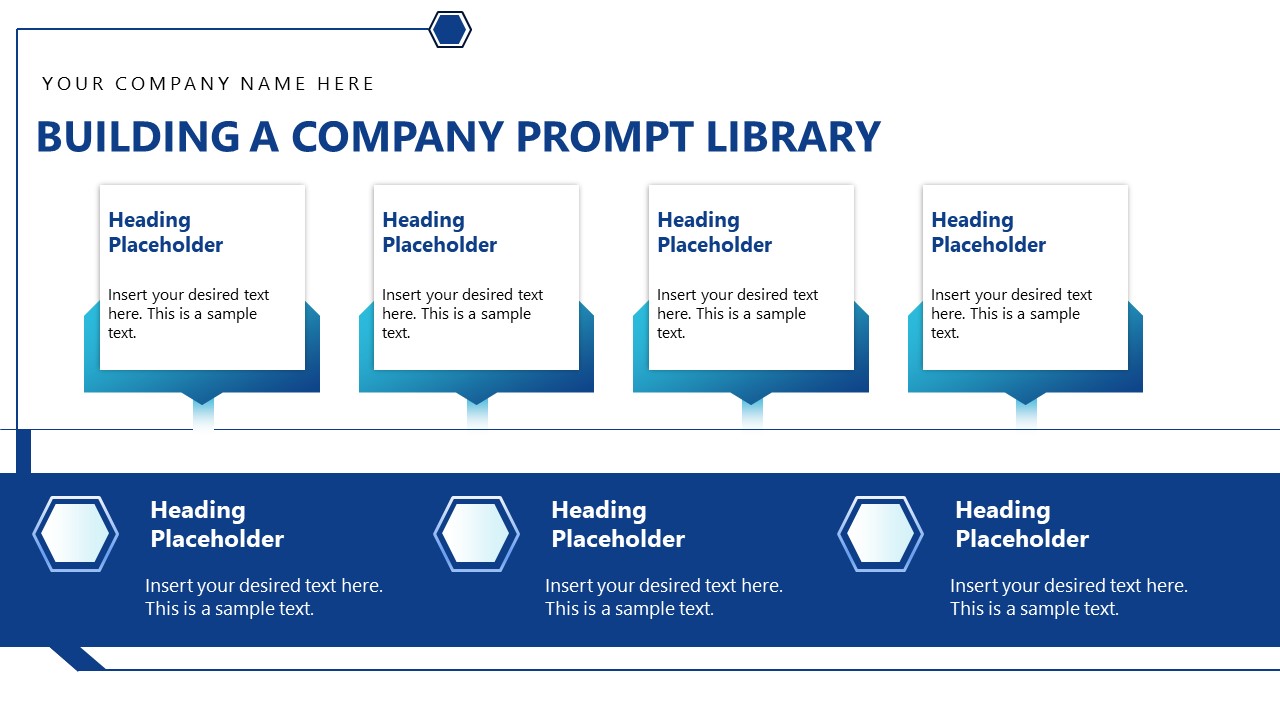 YOUR COMPANY NAME HERE
BUILDING A COMPANY PROMPT LIBRARY
Heading
Placeholder
Insert your desired text
here. This is a sample
text.
Heading
Placeholder
Insert your desired text
here. This is a sample
text.
Heading
Placeholder
Insert your desired text
here. This is a sample
text.
Heading
Placeholder
Insert your desired text
here. This is a sample
text.
Heading
Placeholder
Insert your desired text here.
This is a sample text.
Heading
Placeholder
Insert your desired text here.
This is a sample text.
Heading
Placeholder
Insert your desired text here.
This is a sample text.